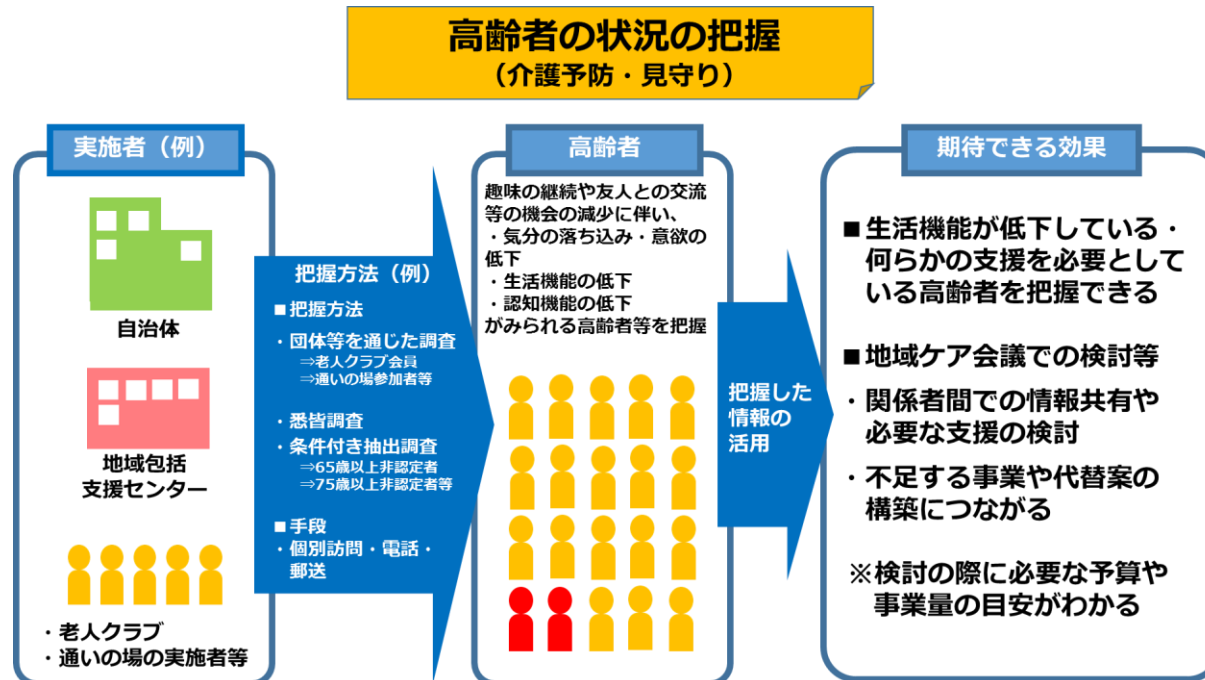 高齢者の状況の把握
（介護予防・見守り）
実施者（例）
自治体
地域包括
支援センター
・老人クラブ
・通いの場の実施者等
把握方法（例）
■把握方法
・団体等を通じた調査
⇒老人クラブ会員
⇒通いの場参加者等
・悉皆調査
・条件付き抽出調査
⇒65歳以上非認定者
⇒75歳以上非認定者等
■手段
・個別訪問・電話・
郵送
高齢者
趣味の継続や友人との交流
等の機会の減少に伴い、
・気分の落ち込み・意欲の
低下
・生活機能の低下
・認知機能の低下
がみられる高齢者等を把握
把握した
情報の
活用
期待できる効果
■生活機能が低下している・
何らかの支援を必要として
いる高齢者を把握できる
■地域ケア会議での検討等
・関係者間での情報共有や
必要な支援の検討
・不足する事業や代替案の
構築につながる
※検討の際に必要な予算や
事業量の目安がわかる